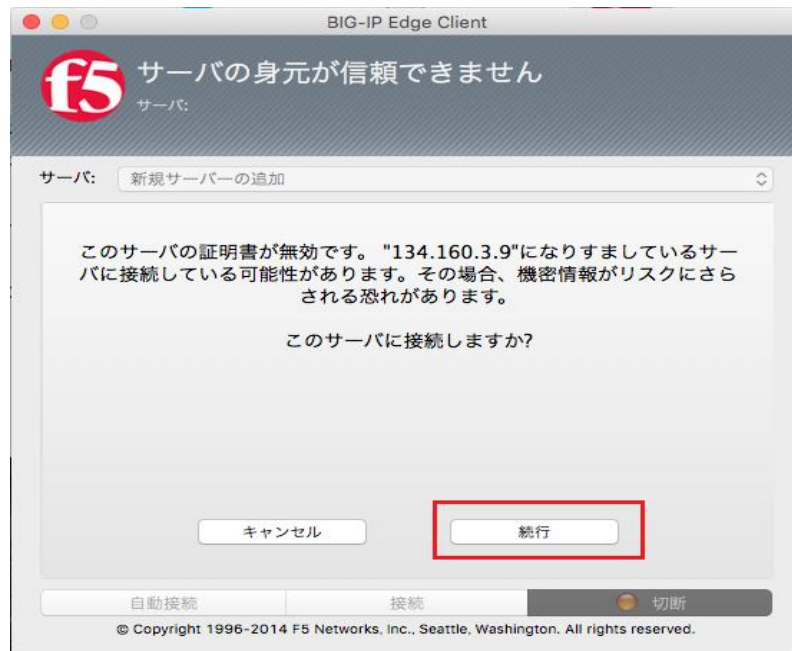 BIG-IP Edge Client
f5
サーバの身元が信頼できません
サーバ:
サーバ:
新規サーバーの追加
このサーバの証明書が無効です。 "134.160.3.9"になりすましているサー
バに接続している可能性があります。その場合、機密情報がリスクにさら
される恐れがあります。
このサーバに接続しますか?
キャンセル
続行
自動接続
接続
切断
© Copyright 1996-2014 F5 Networks, Inc., Seattle, Washington. All rights reserved.